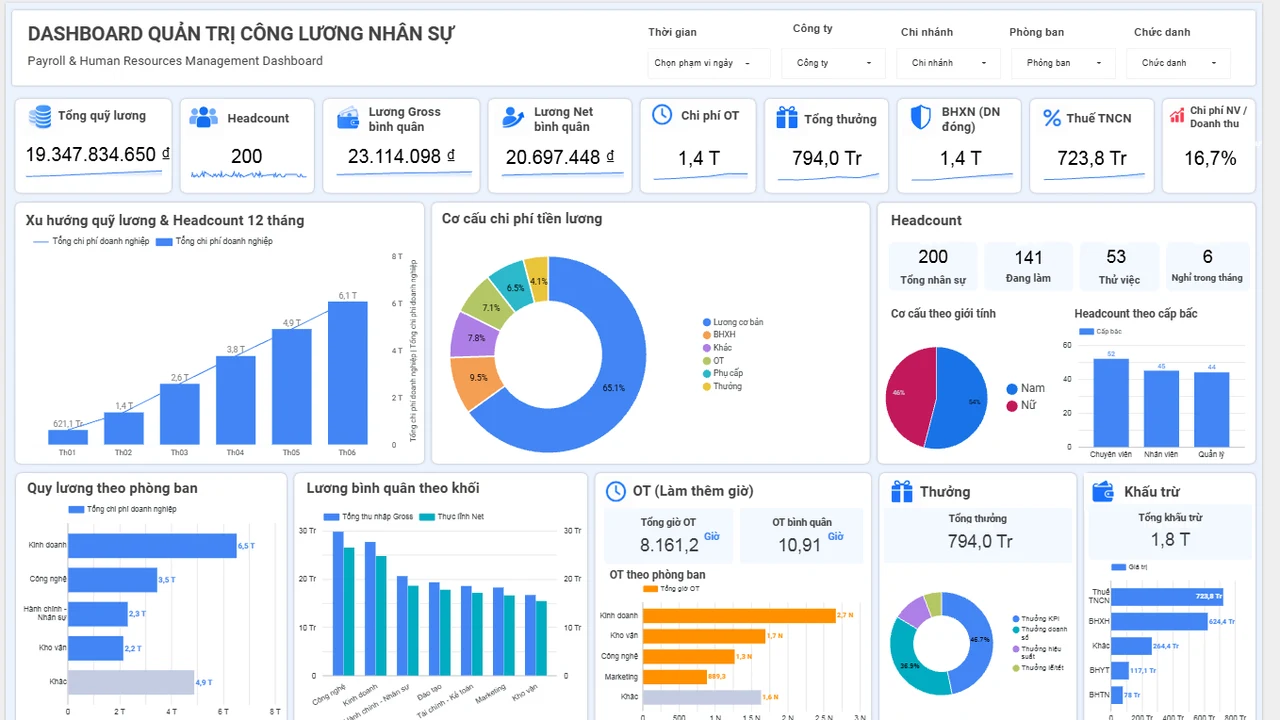 DASHBOARD QUẢN TRỊ CÔNG LƯƠNG NHÂN SỰ
Payroll & Human Resources Management Dashboard
Thời gian
Chọn phạm vi ngày
Công ty
Công ty
Chi nhánh
Chi nhánh
Phòng ban
Phòng ban
Chức danh
Chức danh
Tổng quỹ lương
19.347.834.650 ₫
Headcount
200
Lương Gross
bình quân
23.114.098 ₫
Lương Net
bình quân
20.697.448 ₫
Chi phí OT
1,4 T
Tổng thưởng
794,0 Tr
BHXN (DN
đóng)
1,4 T
Thuế TNCN
723,8 Tr
Chi phí NV /
Doanh thu
16,7%
Xu hướng quỹ lương & Headcount 12 tháng
Tổng chi phí doanh nghiệp
Tổng chi phí doanh nghiệp
8 T
6 T
4 T
2 T
0
Tổng chi phí doanh nghiệp | Tổng chi phí doanh nghiệp
621,1 Tr
1,4 T
2,6 T
3,8 T
4,9 T
6,1 T
Th01
Th02
Th03
Th04
Th05
Th06
Cơ cấu chi phí tiền lương
65.1%
9.5%
7.8%
7.1%
6.5%
4.1%
Lương cơ bản
BHXH
Khác
OT
Phụ cấp
Thưởng
Headcount
200
Tổng nhân sự
141
Đang làm
53
Thử việc
6
Nghỉ trong tháng
Cơ cấu theo giới tính
46%
54%
Nam
Nữ
Headcount theo cấp bấc
Cấp bậc
60
40
20
0
52
45
44
Chuyên viên
Nhân viên
Quản lý
Quy lương theo phòng ban
Tổng chi phí doanh nghiệp
Kinh doanh
6,5 T
Công nghệ
3,5 T
Hành chính -
Nhân sự
2,3 T
Kho vận
2,2 T
Khác
4,9 T
0
2 T
4 T
6 T
8 T
Lương bình quân theo khối
Tổng thu nhập Gross
Thực lĩnh Net
30 Tr
20 Tr
10 Tr
0
30 Tr
20 Tr
10 Tr
0
Công nghệ
Kinh doanh
Hành chính - Nhân sự
Đào tạo
Tài chính - Kế toán
Marketing
Kho vận
OT (Làm thêm giờ)
Tổng giờ OT
8.161,2 Giờ
OT bình quân
10,91 Giờ
OT theo phòng ban
Tổng giờ OT
Kinh doanh
2,7 N
Kho vận
1,7 N
Công nghệ
1,3 N
Marketing
889,3
Khác
1,6 N
0
500
1 N
1,5 N
2 N
2,5 N
3 N
Thưởng
Tổng thưởng
794,0 Tr
Thưởng KPI
Thưởng doanh
số
Thưởng hiệu
suất
Thưởng lễ/tết
Khấu trừ
Tổng khấu trừ
1,8 T
Giá trị
Thuế
TNCN
723,8 Tr
BHXH
624,4 Tr
Khác
264,4 Tr
BHYT
117,1 Tr
BHTN
78 Tr
0
200 Tr
400 Tr
600 Tr
800 Tr